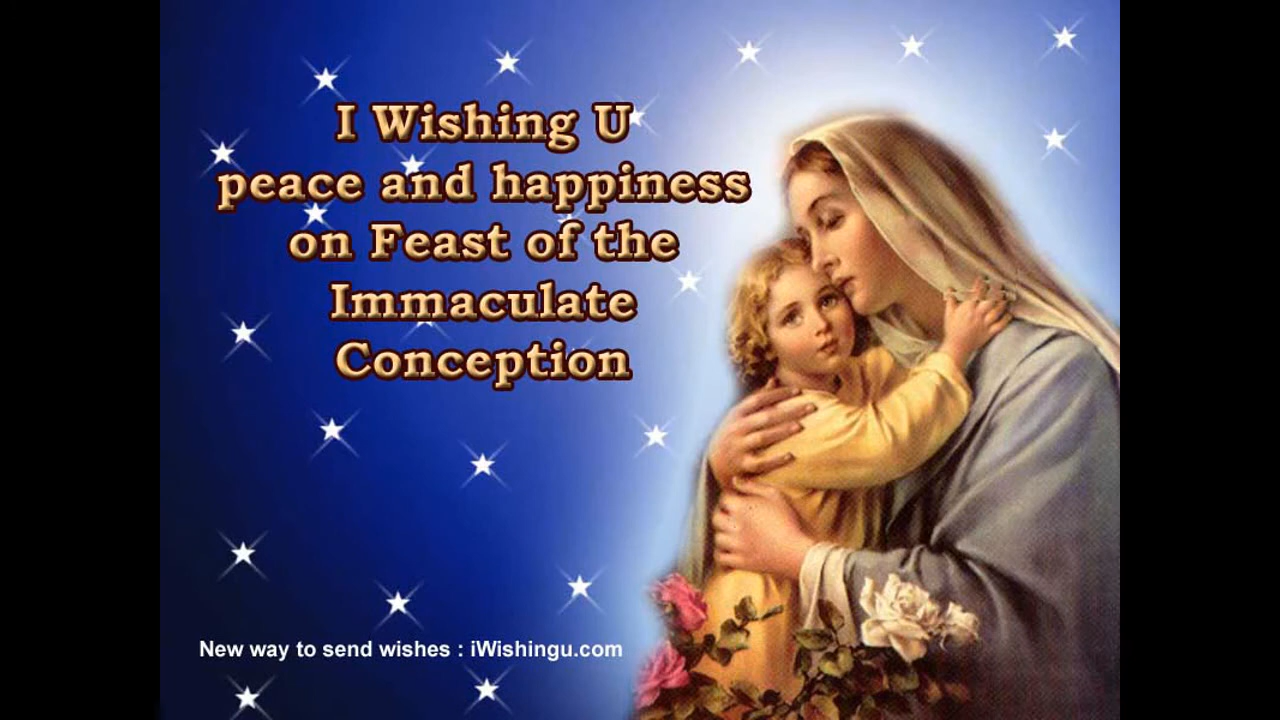 I Wishing U
peace and happiness
on Feast of the
Immaculate
Conception
New way to send wishes : iWishingu.com